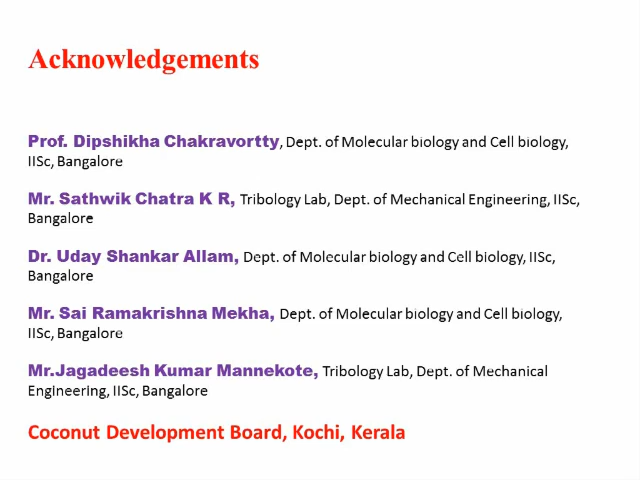 Acknowledgements
Prof. Dipshikha Chakravortty, Dept. of Molecular biology and Cell biology,
IISc, Bangalore
Mr. Sathwik Chatra K R, Tribology Lab, Dept. of Mechanical Engineering, IISc,
Bangalore
Dr. Uday Shankar Allam, Dept. of Molecular biology and Cell biology, IISc,
Bangalore
Mr. Sai Ramakrishna Mekha, Dept. of Molecular biology and Cell biology,
IISc, Bangalore
Mr.Jagadeesh Kumar Mannekote, Tribology Lab, Dept. of Mechanical
Engineering, IISc, Bangalore
Coconut Development Board, Kochi, Kerala